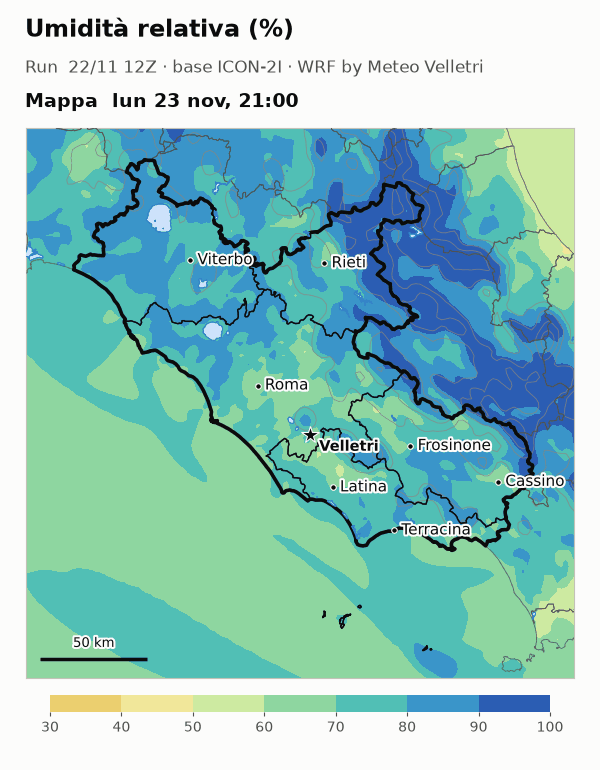 Umidità relativa (%)
Run  22/11 12Z · base ICON-2I · WRF by Meteo Velletri
Mappa  lun 23 nov, 21:00
Viterbo
Rieti
Roma
Velletri
Frosinone
Cassino
Latina
Terracina
50 km
30 40 50 60 70 80 90 100